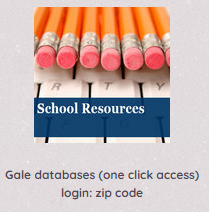 R T Y
School Resources
Gale databases (one click access)
login: zip code